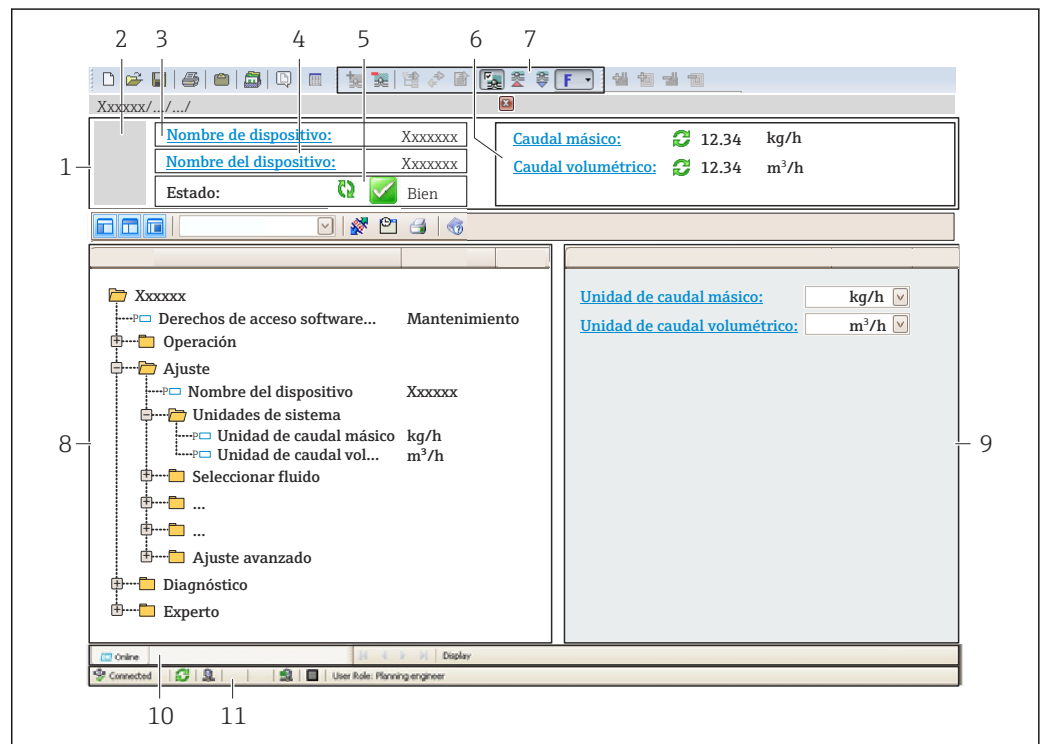 2 3 4 5 6 7
F
Xxxxxx/.../.../
1
Nombre de dispositivo: Xxxxxxx
Nombre del dispositivo: Xxxxxxx
Estado: Bien
Caudal másico: 12.34 kg/h
Caudal volumétrico: 12.34 m³/h
Xxxxxx
P Derechos de acceso software... Mantenimiento
Operación
Ajuste
P Nombre del dispositivo Xxxxxx
Unidades de sistema
P Unidad de caudal másico kg/h
P Unidad de caudal vol... m³/h
Seleccionar fluido
...
...
Ajuste avanzado
Diagnóstico
Experto
8
Unidad de caudal másico: kg/h
Unidad de caudal volumétrico: m³/h
9
Online Display
Connected User Role: Planning engineer
10 11